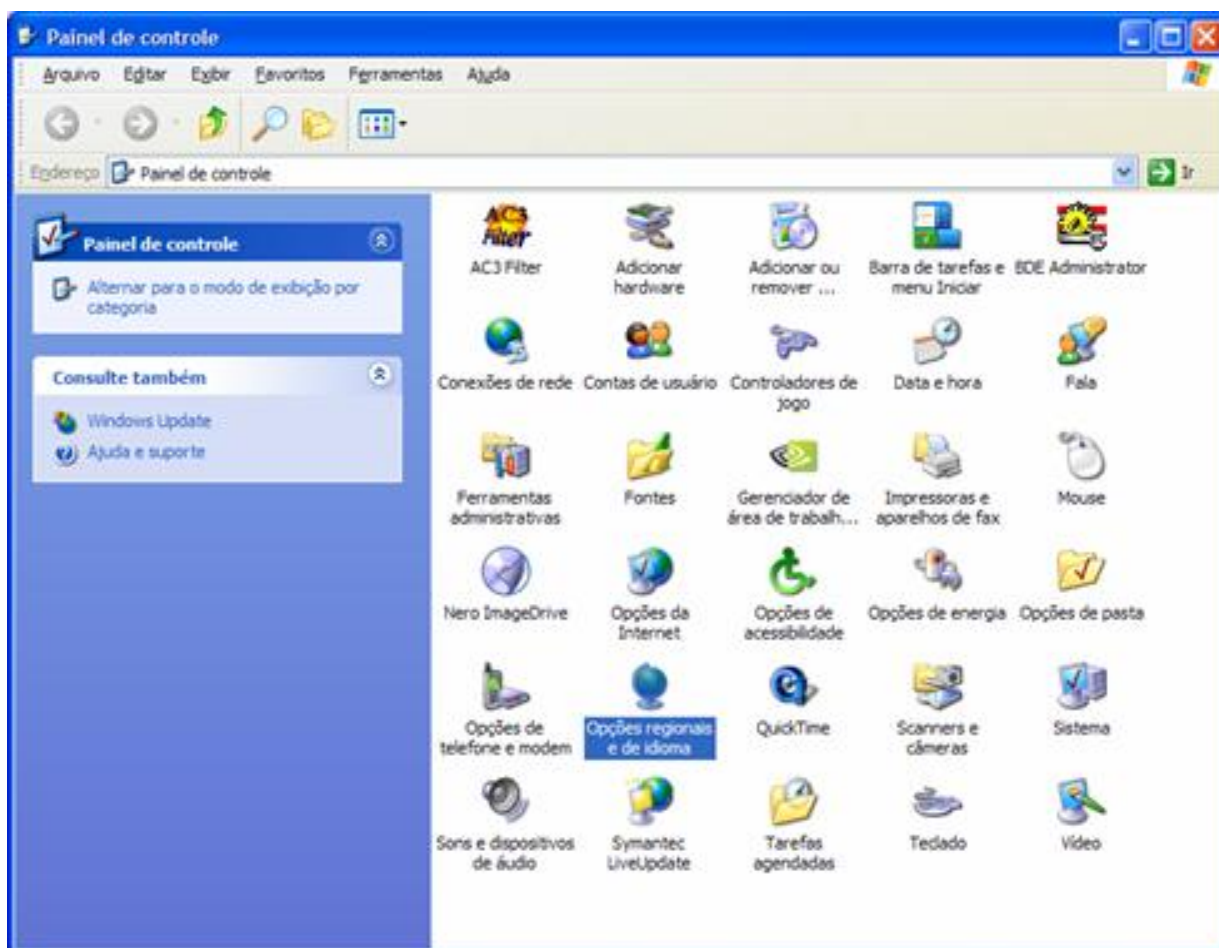 Painel de controle
Arquivo Editar Exibir Favoritos Ferramentas Ajuda
Endereço Painel de controle Ir
Painel de controle
Alternar para o modo de exibição por
categoria
Consulte também
Windows Update
Ajuda e suporte
AC3 Filter
AC3 Filter
Adicionar
hardware
Adicionar ou
remover ...
Barra de tarefas e
menu Iniciar
BDE Administrator
Conexões de rede
Contas de usuário
Controladores de
jogo
Data e hora
Fala
Ferramentas
administrativas
Fontes
Gerenciador de
área de trabalh...
Impressoras e
aparelhos de fax
Mouse
Nero ImageDrive
Opções da
Internet
Opções de
acessibilidade
Opções de energia
Opções de pasta
Opções de
telefone e modem
Opções regionais
e de idioma
QuickTime
Scanners e
câmeras
Sistema
Sons e dispositivos
de áudio
Symantec
LiveUpdate
Tarefas
agendadas
Teclado
Vídeo